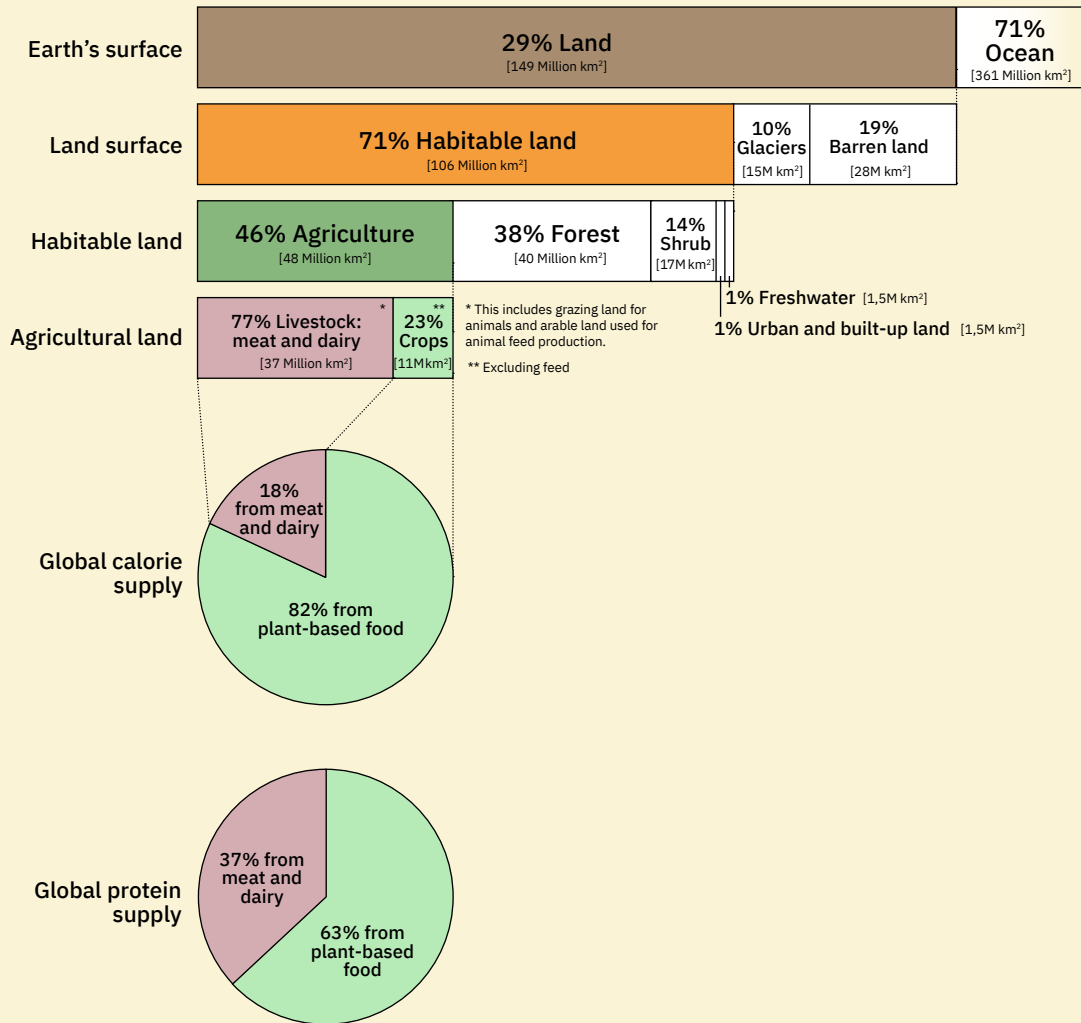 Earth's surface
29% Land
[149 Million km²]
71%
Ocean
[361 Million km²]
Land surface
71% Habitable land
[106 Million km²]
10%
Glaciers
[15M km²]
19%
Barren land
[28M km²]
Habitable land
46% Agriculture
[48 Million km²]
38% Forest
[40 Million km²]
14%
Shrub
[17M km²]
1% Freshwater [1,5M km²]
1% Urban and built-up land [1,5M km²]
Agricultural land
*
77% Livestock:
meat and dairy
[37 Million km²]
**
23%
Crops
[11M km²]
* This includes grazing land for
animals and arable land used for
animal feed production.
** Excluding feed
Global calorie
supply
18%
from meat
and dairy
82% from
plant-based food
Global protein
supply
37% from
meat and
dairy
63% from
plant-based
food